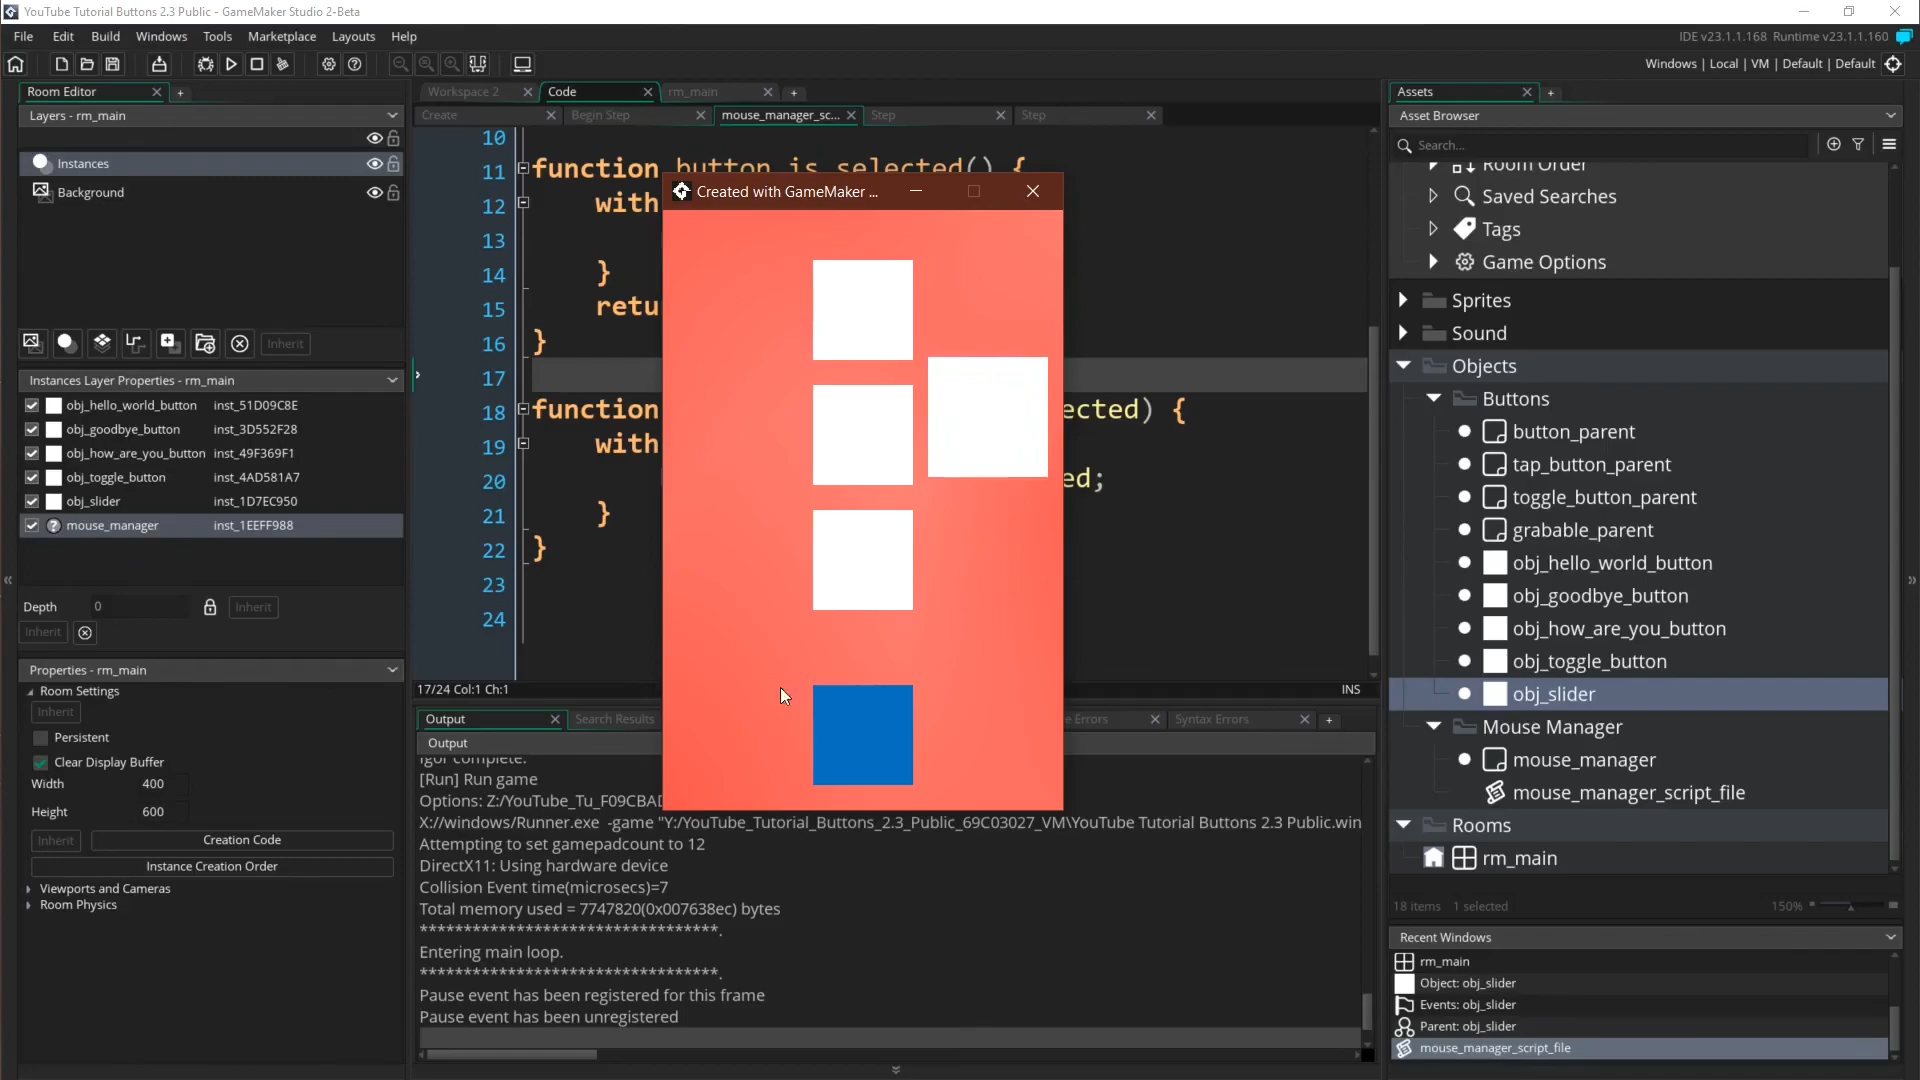 YouTube Tutorial Buttons 2.3 Public - GameMaker Studio 2-Beta
File Edit Build Windows Tools Marketplace Layouts Help
IDE v23.1.1.168 Runtime v23.1.1.160
Windows | Local | VM | Default | Default
Room Editor
Layers - rm_main
Instances
Background
Inherit
Instances Layer Properties - rm_main
obj_hello_world_button inst_51D09C8E
obj_goodbye_button inst_3D552F28
obj_how_are_you_button inst_49F369F1
obj_toggle_button inst_4AD581A7
obj_slider inst_1D7EC950
mouse_manager inst_1EEFF988
Depth 0 Inherit
Inherit
Properties - rm_main
Room Settings
Inherit
Persistent
Clear Display Buffer
Width 400
Height 600
Inherit Creation Code
Instance Creation Order
Viewports and Cameras
Room Physics
Workspace 2 Code rm_main
Create Begin Step mouse_manager_sc... Step Step
10
11 function button_is_selected() {
12 with
13
14 }
15 retu
16 }
17
18 function ected) {
19 with
20 ed;
21 }
22 }
23
24
17/24 Col:1 Ch:1 INS
Created with GameMaker ...
Output Search Results e Errors Syntax Errors
Output
Igor complete.
[Run] Run game
Options: Z:/YouTube_Tu_F09CBAD
X://windows/Runner.exe -game "Y:/YouTube_Tutorial_Buttons_2.3_Public_69C03027_VM\YouTube Tutorial Buttons 2.3 Public.win
Attempting to set gamepadcount to 12
DirectX11: Using hardware device
Collision Event time(microsecs)=7
Total memory used = 7747820(0x007638ec) bytes
*********************************.
Entering main loop.
*********************************.
Pause event has been registered for this frame
Pause event has been unregistered
Assets
Asset Browser
Search...
Room Order
Saved Searches
Tags
Game Options
Sprites
Sound
Objects
Buttons
button_parent
tap_button_parent
toggle_button_parent
grabable_parent
obj_hello_world_button
obj_goodbye_button
obj_how_are_you_button
obj_toggle_button
obj_slider
Mouse Manager
mouse_manager
mouse_manager_script_file
Rooms
rm_main
18 items 1 selected 150%
Recent Windows
rm_main
Object: obj_slider
Events: obj_slider
Parent: obj_slider
mouse_manager_script_file